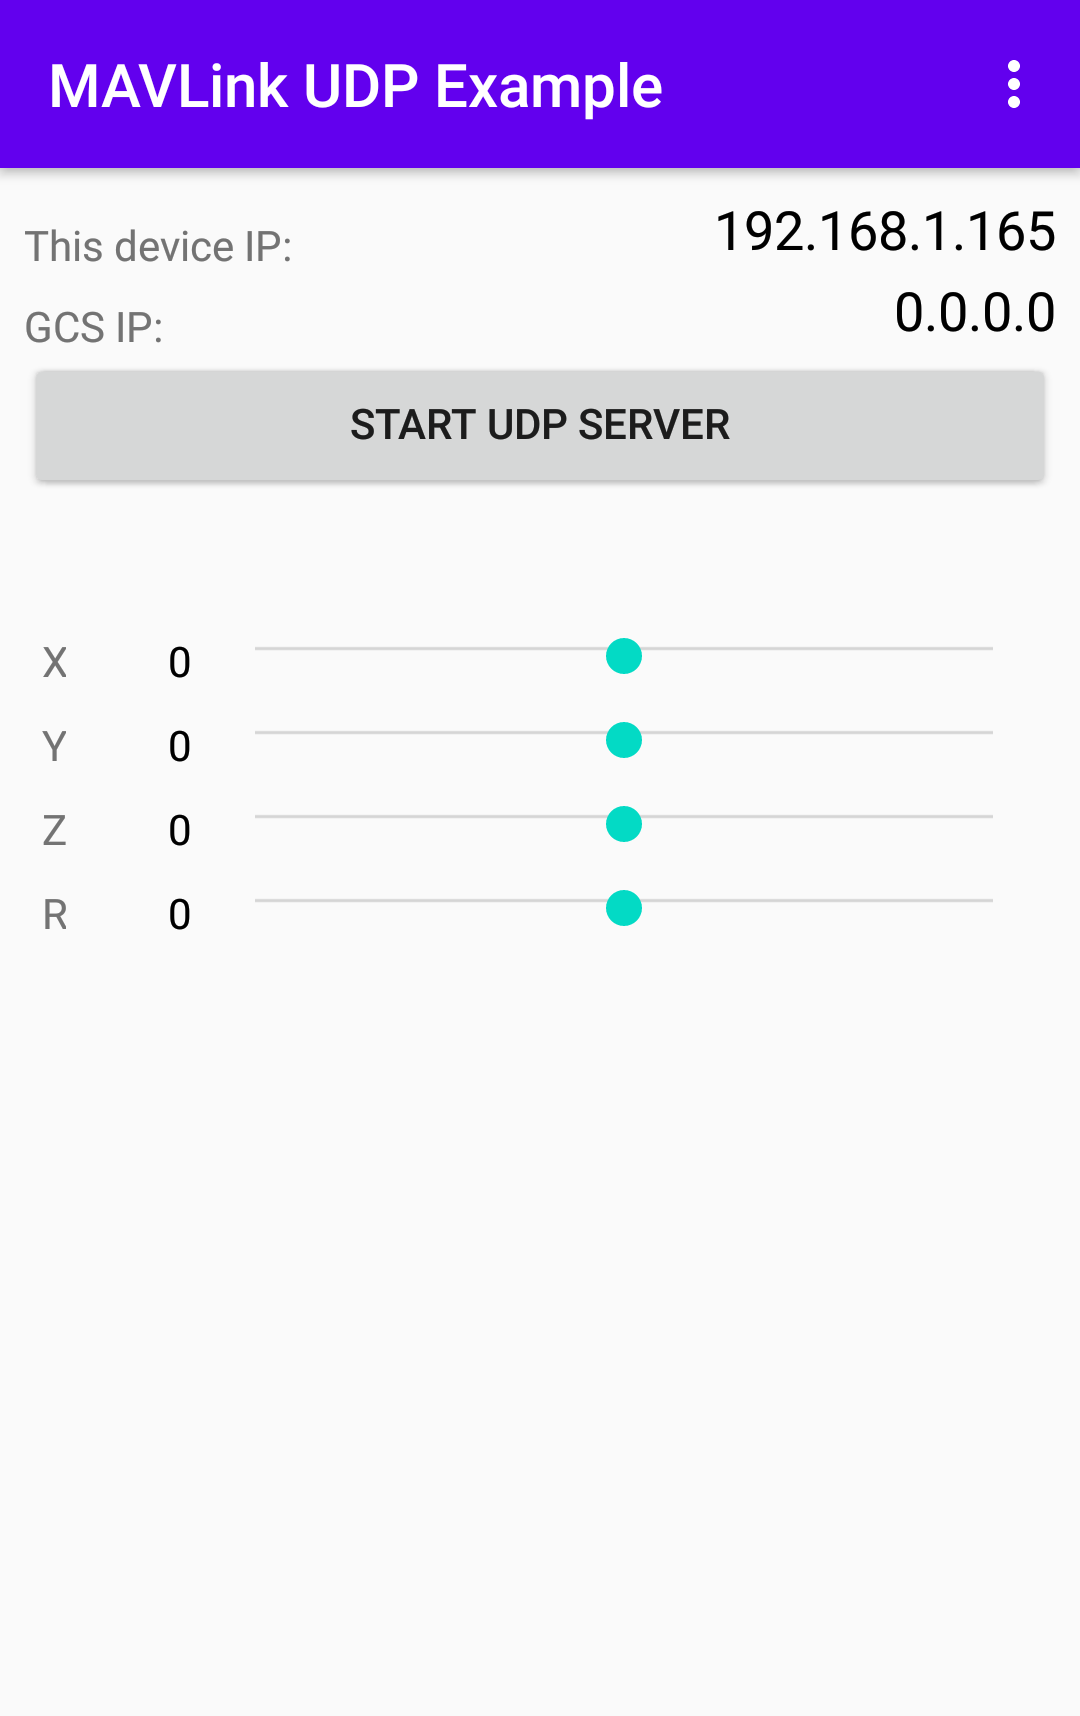 MAVLink UDP Example
This device IP: 192.168.1.165
GCS IP: 0.0.0.0
START UDP SERVER
X 0
Y 0
Z 0
R 0